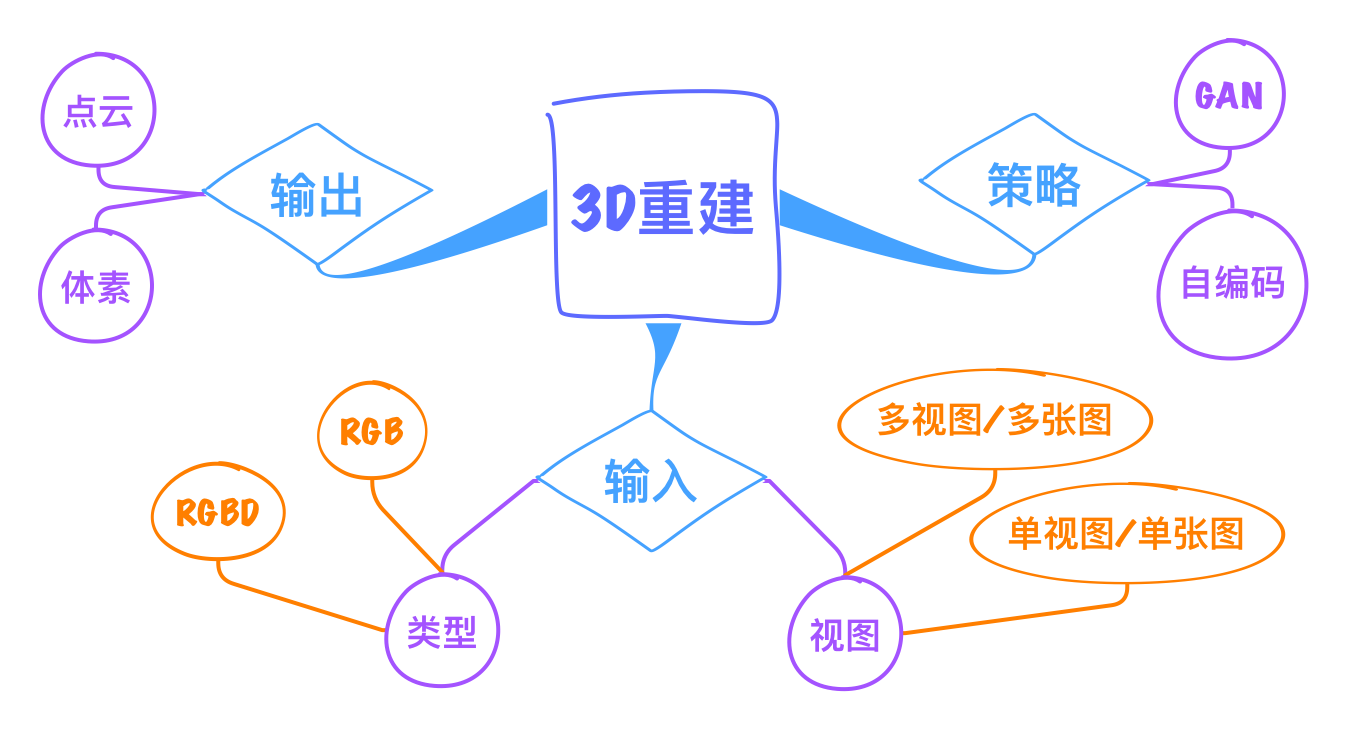 点云
GAN
输出
3D重建
策略
体素
自编码
RGB
多视图/多张图
输入
RGBD
单视图/单张图
类型
视图